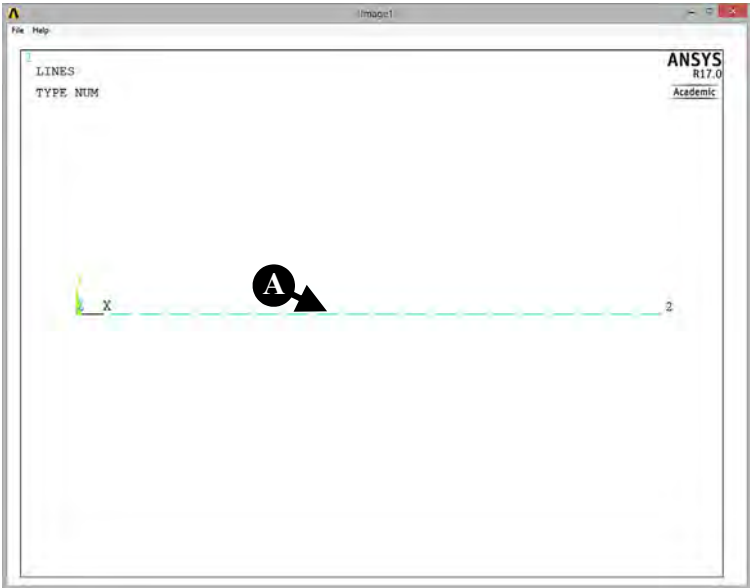 Image1
File Help
1
ANSYS
R17.0
Academic
LINES
TYPE NUM
A
X
2